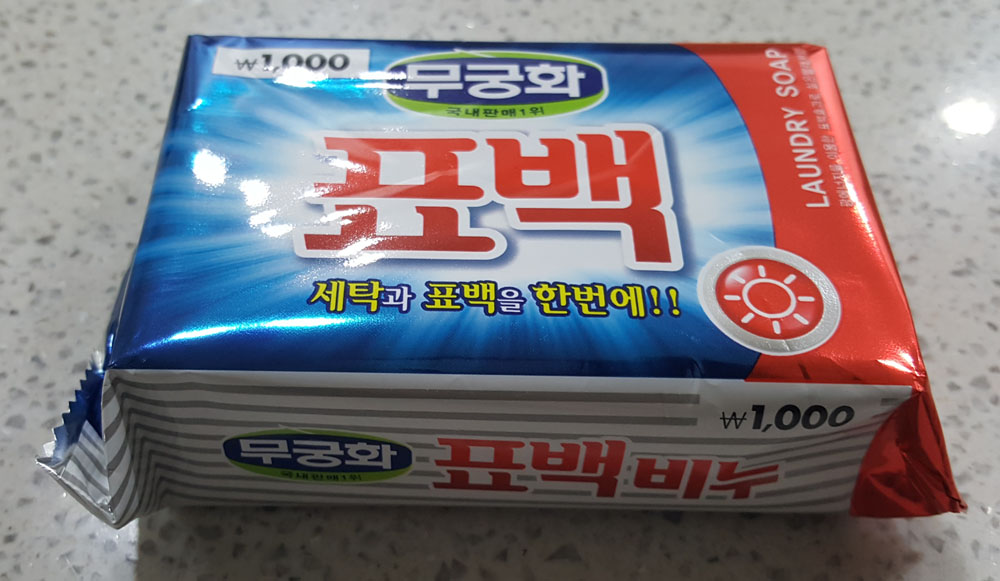 ₩1,000
무궁화
국내판매1위
표백
세탁과 표백을 한번에!!
LAUNDRY SOAP
₩1,000
무궁화
국내판매1위
표백비누